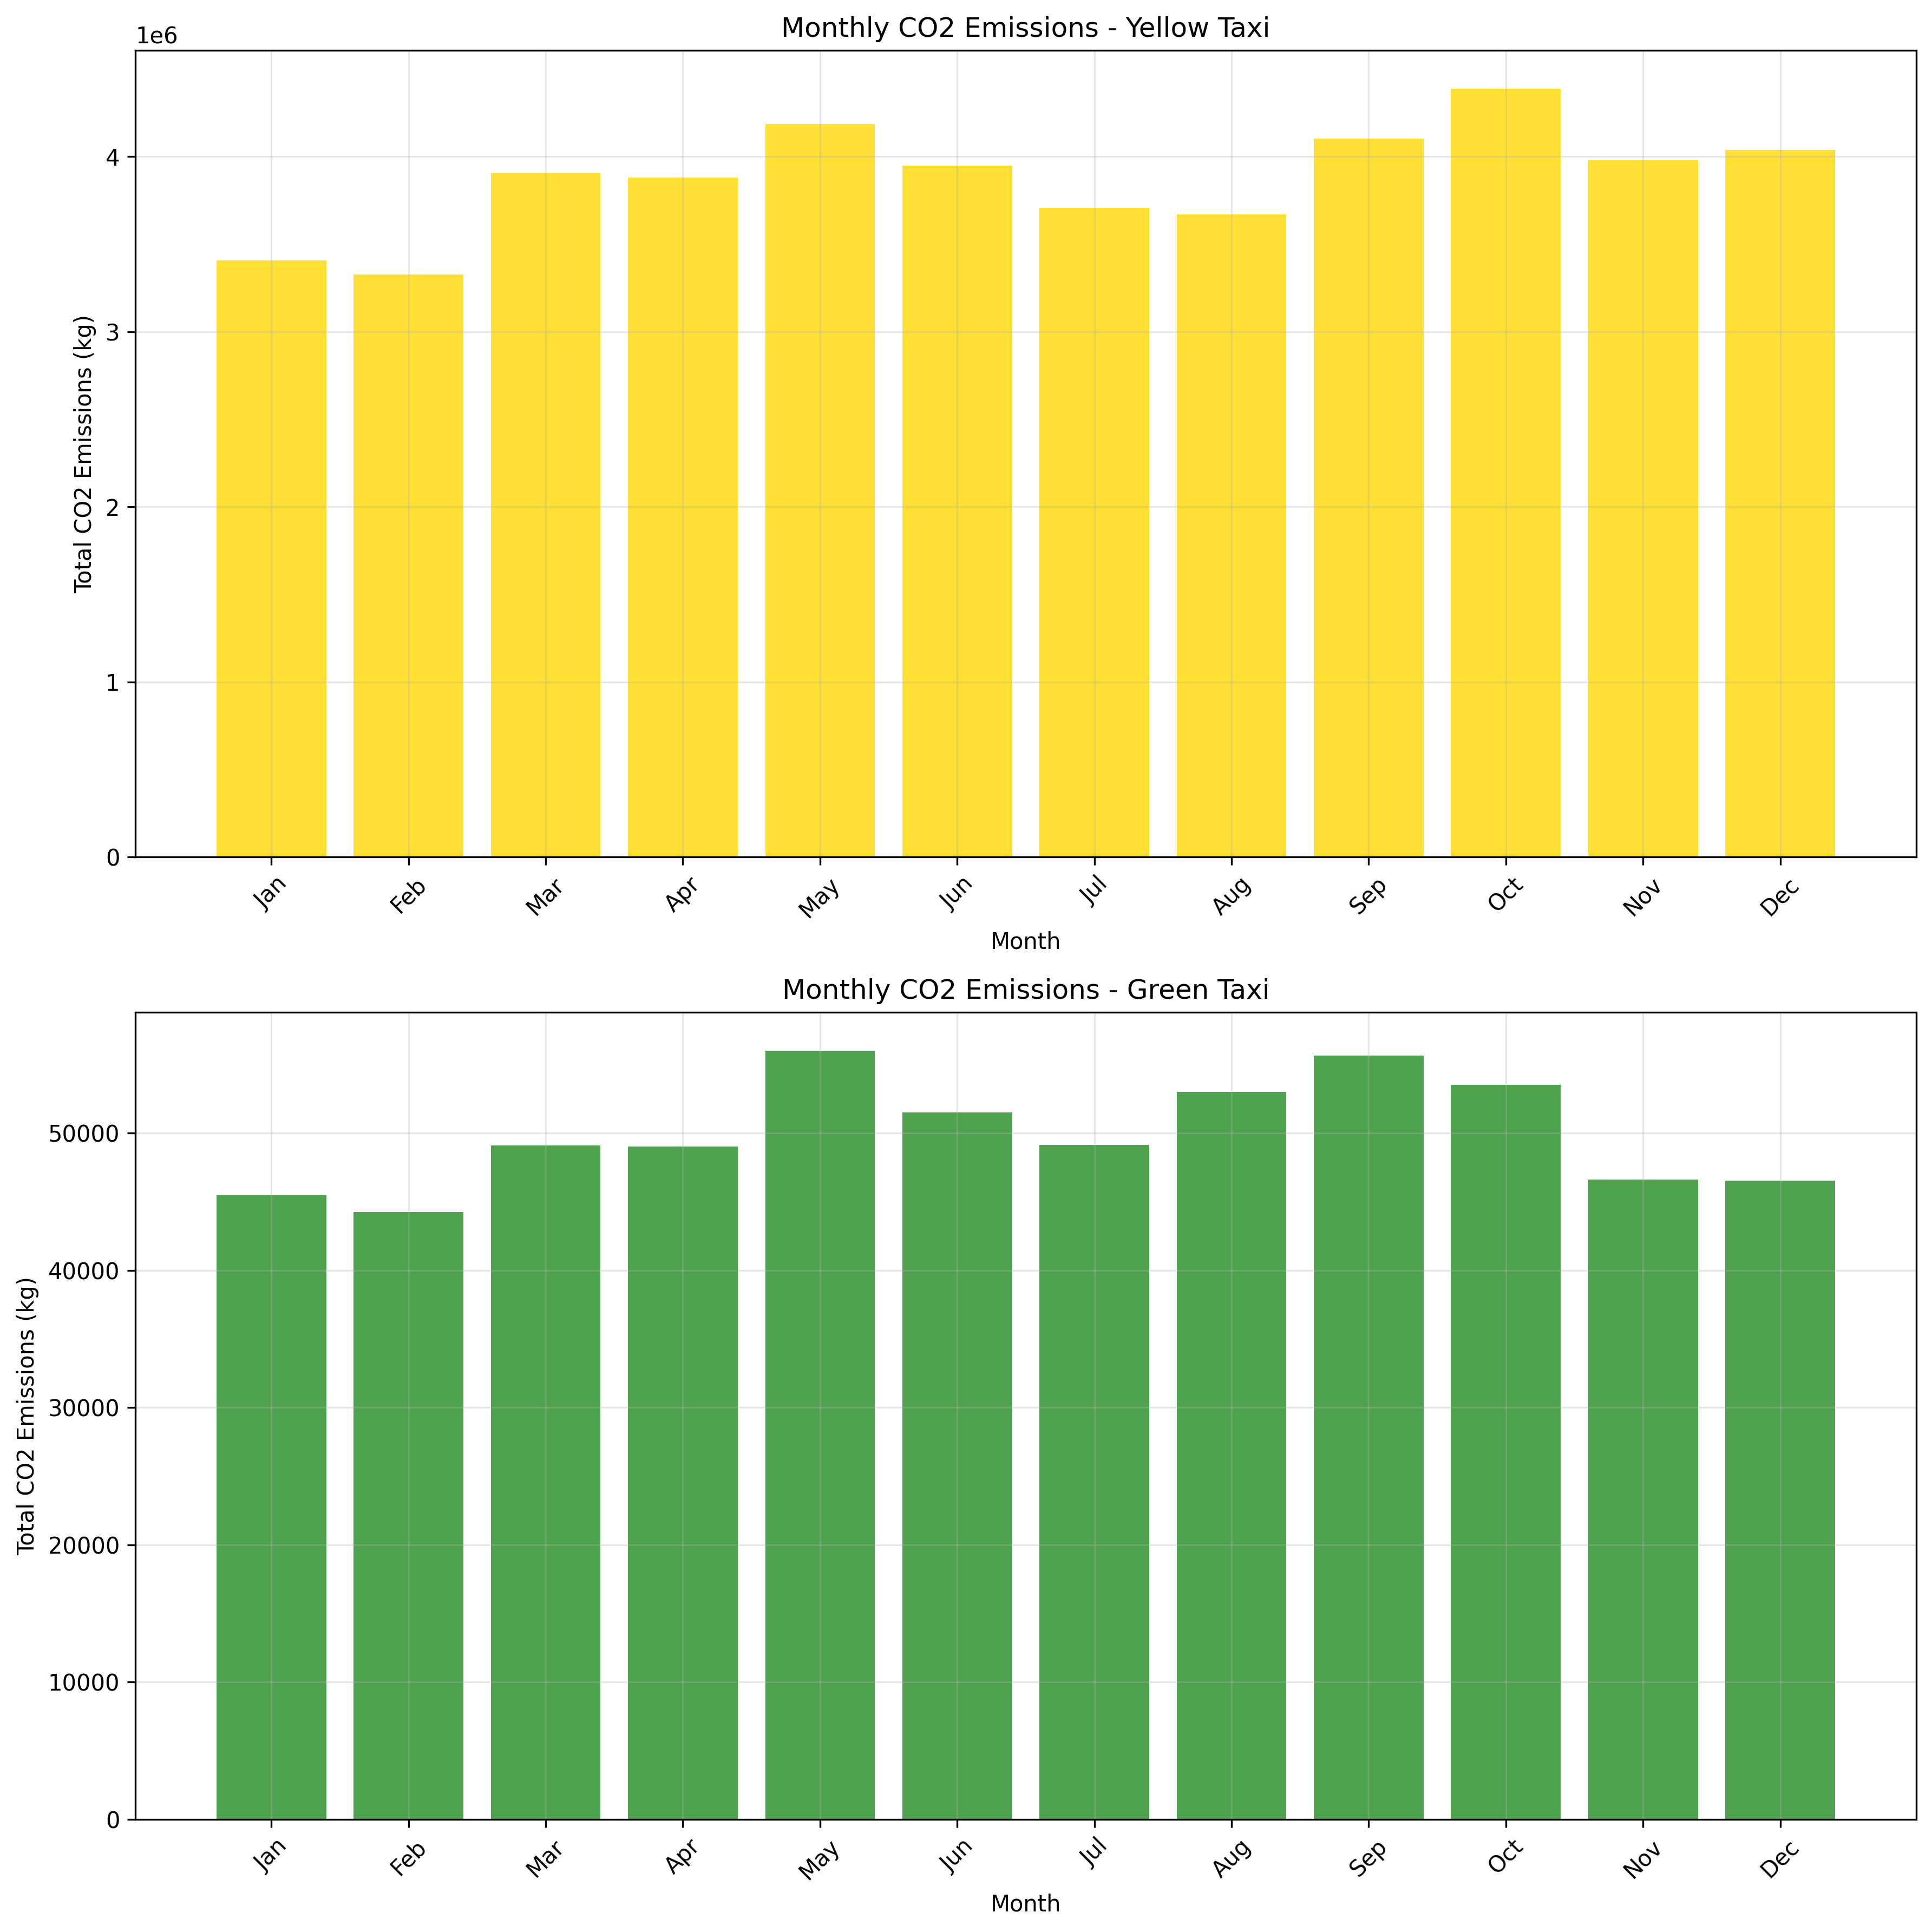 Monthly CO2 Emissions - Yellow Taxi
1e6
4
3
2
1
0
Total CO2 Emissions (kg)
Jan
Feb
Mar
Apr
May
Jun
Jul
Aug
Sep
Oct
Nov
Dec
Month
Monthly CO2 Emissions - Green Taxi
50000
40000
30000
20000
10000
0
Total CO2 Emissions (kg)
Jan
Feb
Mar
Apr
May
Jun
Jul
Aug
Sep
Oct
Nov
Dec
Month